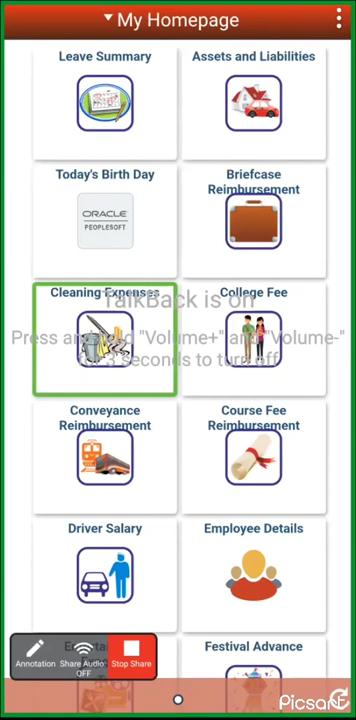 My Homepage
Leave Summary
Assets and Liabilities
Today's Birth Day
ORACLE
PEOPLESOFT
Briefcase
Reimbursement
Cleaning Expenses
College Fee
TalkBack is on
Press and hold "Volume+" and "Volume-"
for 3 seconds to turn off
Conveyance
Reimbursement
Course Fee
Reimbursement
Driver Salary
Employee Details
Festival Advance
Annotation
Share Audio
OFF
Stop Share
PicsArt